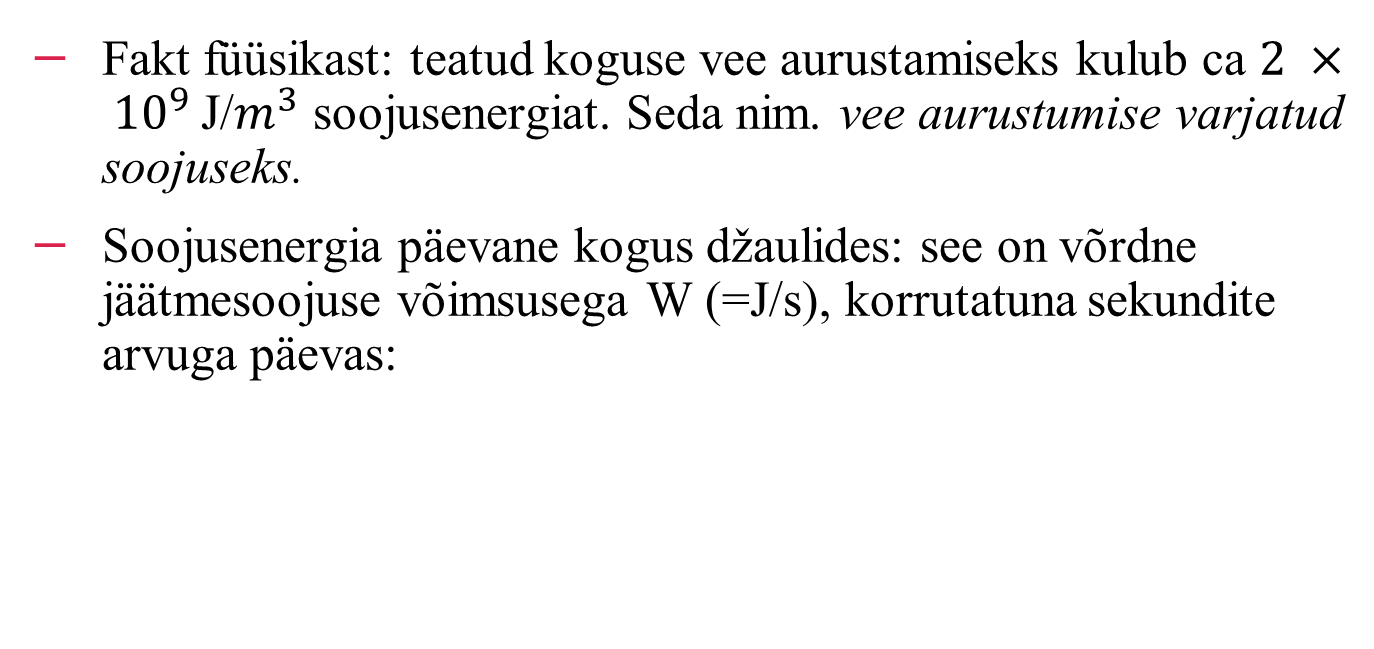 – Fakt füüsikast: teatud koguse vee aurustamiseks kulub ca 2 ×
10⁹ J/m³ soojusenergiat. Seda nim. vee aurustumise varjatud
soojuseks.
– Soojusenergia päevane kogus džaulides: see on võrdne
jäätmesoojuse võimsusega W (=J/s), korrutatuna sekundite
arvuga päevas: